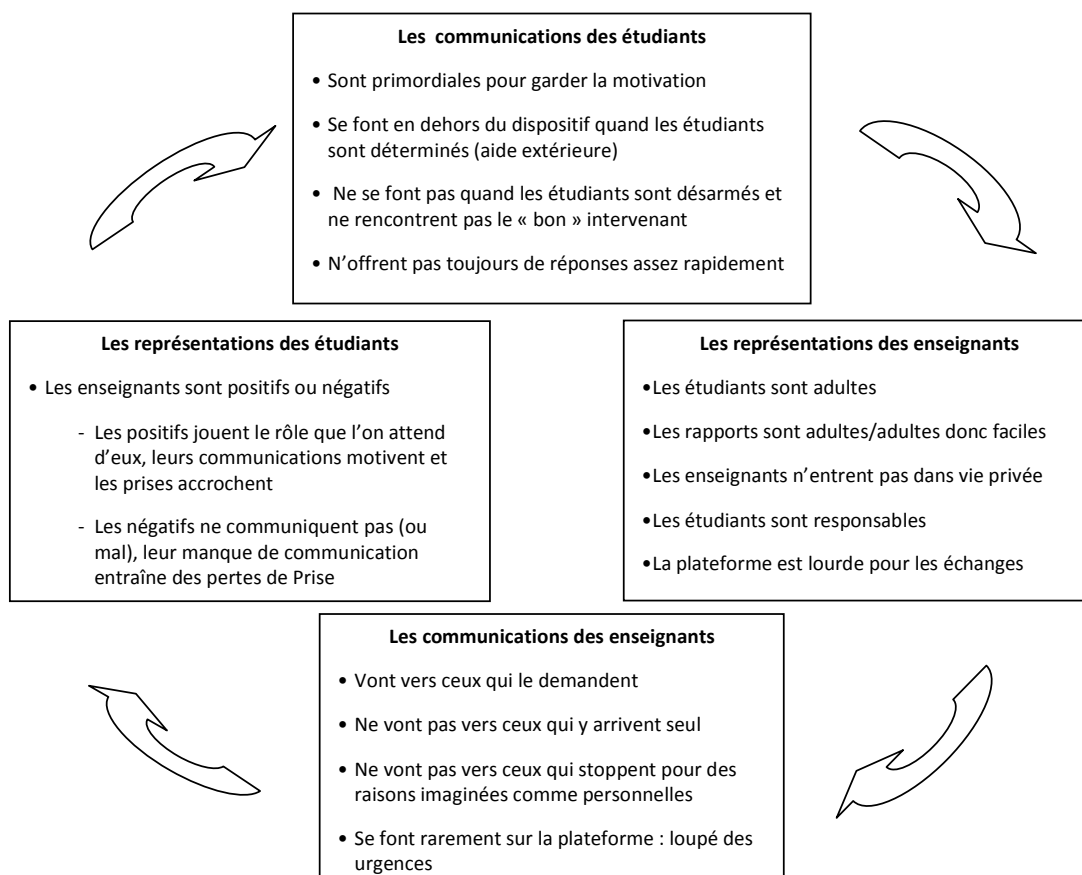 Les communications des étudiants
• Sont primordiales pour garder la motivation
• Se font en dehors du dispositif quand les étudiants
sont déterminés (aide extérieure)
• Ne se font pas quand les étudiants sont désarmés et
ne rencontrent pas le « bon » intervenant
• N'offrent pas toujours de réponses assez rapidement
Les représentations des étudiants
• Les enseignants sont positifs ou négatifs
- Les positifs jouent le rôle que l'on attend
d'eux, leurs communications motivent et
les prises accrochent
- Les négatifs ne communiquent pas (ou
mal), leur manque de communication
entraîne des pertes de Prise
Les représentations des enseignants
•Les étudiants sont adultes
•Les rapports sont adultes/adultes donc faciles
•Les enseignants n'entrent pas dans vie privée
•Les étudiants sont responsables
•La plateforme est lourde pour les échanges
Les communications des enseignants
• Vont vers ceux qui le demandent
• Ne vont pas vers ceux qui y arrivent seul
• Ne vont pas vers ceux qui stoppent pour des
raisons imaginées comme personnelles
• Se font rarement sur la plateforme : loupé des
urgences